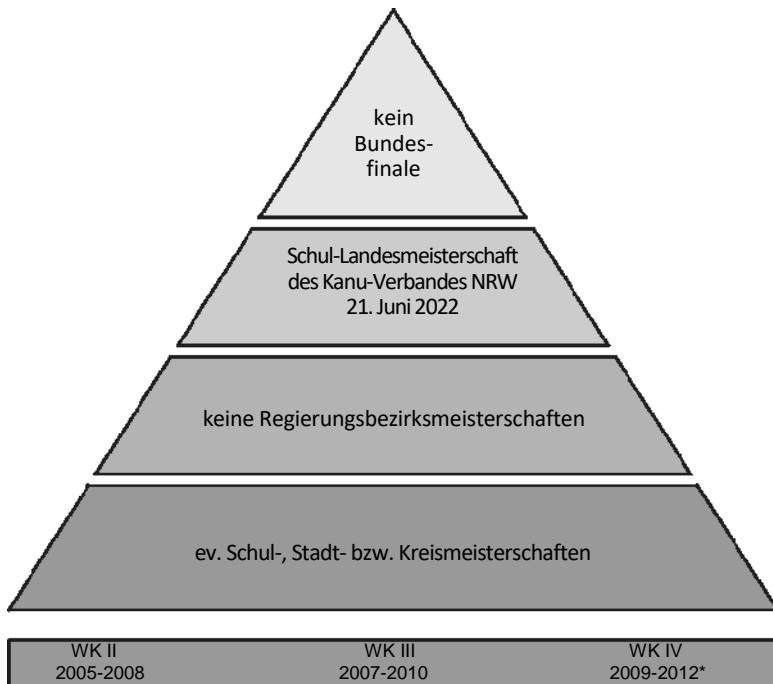 kein
Bundes-
finale
Schul-Landesmeisterschaft
des Kanu-Verbandes NRW
21. Juni 2022
keine Regierungsbezirksmeisterschaften
ev. Schul-, Stadt- bzw. Kreismeisterschaften
WK II WK III WK IV
2005-2008 2007-2010 2009-2012*